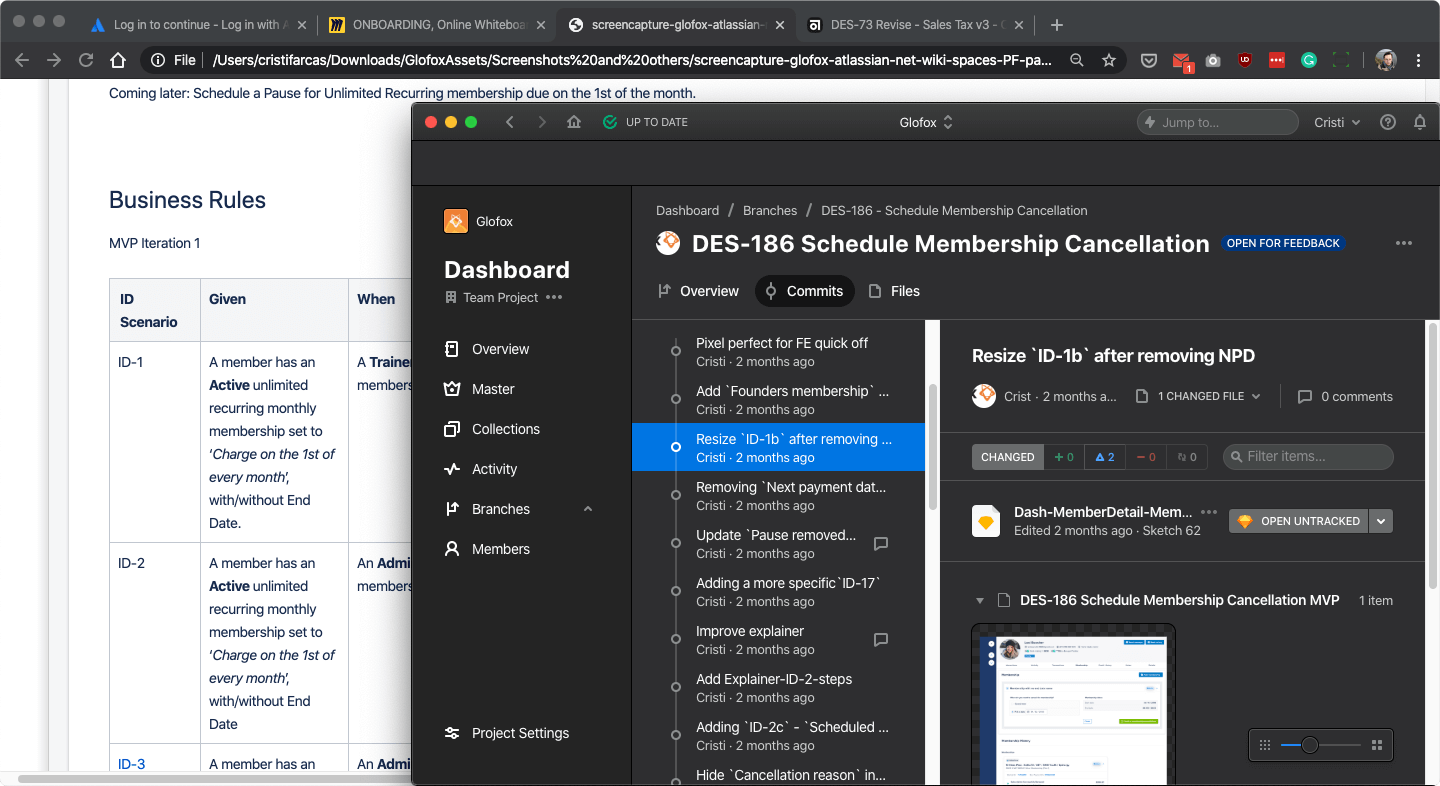 Log in to continue - Log in with A
ONBOARDING, Online Whiteboa
screencapture-glofox-atlassian-
DES-73 Revise - Sales Tax v3 -
File
/Users/cristifarcas/Downloads/GlofoxAssets/Screenshots%20and%20others/screencapture-glofox-atlassian-net-wiki-spaces-PF-pa...
1
Coming later: Schedule a Pause for Unlimited Recurring membership due on the 1st of the month.
Business Rules
MVP Iteration 1
ID Scenario
Given
When
ID-1
A member has an
Active unlimited
recurring monthly
membership set to
‘Charge on the 1st of
every month’,
with/without End
Date.
A Trainer
members
ID-2
A member has an
Active unlimited
recurring monthly
membership set to
‘Charge on the 1st of
every month’,
with/without End
Date
An Admi
members
ID-3
A member has an
An Admi
UP TO DATE
Glofox
Jump to...
Cristi
Glofox
Dashboard
Team Project
Overview
Master
Collections
Activity
Branches
Members
Project Settings
Dashboard / Branches / DES-186 - Schedule Membership Cancellation
DES-186 Schedule Membership Cancellation
OPEN FOR FEEDBACK
Overview
Commits
Files
Pixel perfect for FE quick off
Cristi · 2 months ago
Add `Founders membership` ...
Cristi · 2 months ago
Resize `ID-1b` after removing ...
Cristi · 2 months ago
Removing `Next payment dat...
Cristi · 2 months ago
Update `Pause removed...
Cristi · 2 months ago
Adding a more specific`ID-17`
Cristi · 2 months ago
Improve explainer
Cristi · 2 months ago
Add Explainer-ID-2-steps
Cristi · 2 months ago
Adding `ID-2c` - `Scheduled ...
Cristi · 2 months ago
Hide `Cancellation reason` in...
Cristi · 2 months ago
Resize `ID-1b` after removing NPD
Crist · 2 months a...
1 CHANGED FILE
0 comments
CHANGED
+ 0
2
− 0
0
Filter items...
Dash-MemberDetail-Mem...
Edited 2 months ago · Sketch 62
OPEN UNTRACKED
DES-186 Schedule Membership Cancellation MVP
1 item